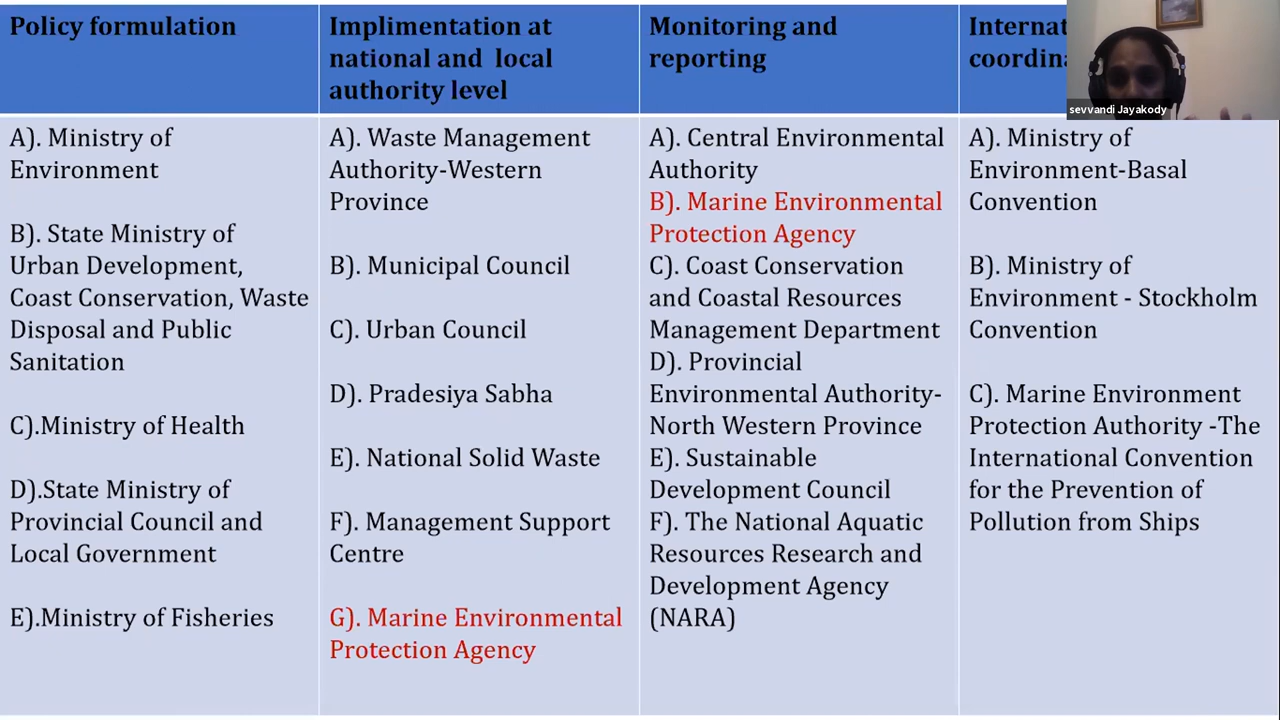 Policy formulation
Implimentation at
national and local
authority level
Monitoring and
reporting
sevvandi Jayakody
A). Ministry of
Environment
B). State Ministry of
Urban Development,
Coast Conservation, Waste
Disposal and Public
Sanitation
C).Ministry of Health
D).State Ministry of
Provincial Council and
Local Government
E).Ministry of Fisheries
A). Waste Management
Authority-Western
Province
B). Municipal Council
C). Urban Council
D). Pradesiya Sabha
E). National Solid Waste
F). Management Support
Centre
G). Marine Environmental
Protection Agency
A). Central Environmental
Authority
B). Marine Environmental
Protection Agency
C). Coast Conservation
and Coastal Resources
Management Department
D). Provincial
Environmental Authority-
North Western Province
E). Sustainable
Development Council
F). The National Aquatic
Resources Research and
Development Agency
(NARA)
A). Ministry of
Environment-Basal
Convention
B). Ministry of
Environment - Stockholm
Convention
C). Marine Environment
Protection Authority -The
International Convention
for the Prevention of
Pollution from Ships